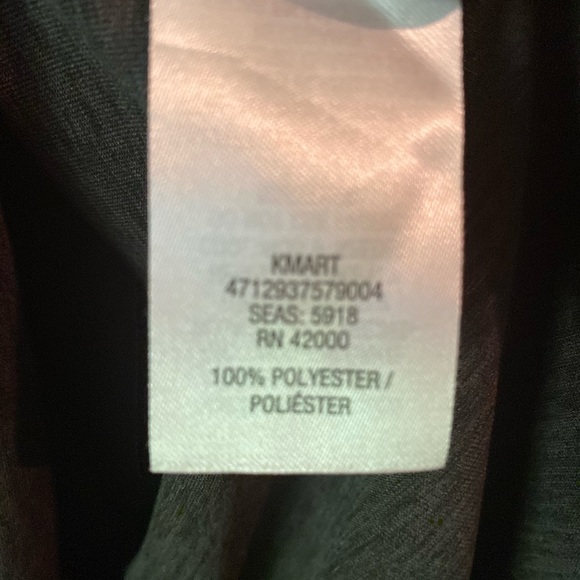 KMART
4712937579004
SEAS: 5918
RN 42000
100% POLYESTER /
POLIÉSTER